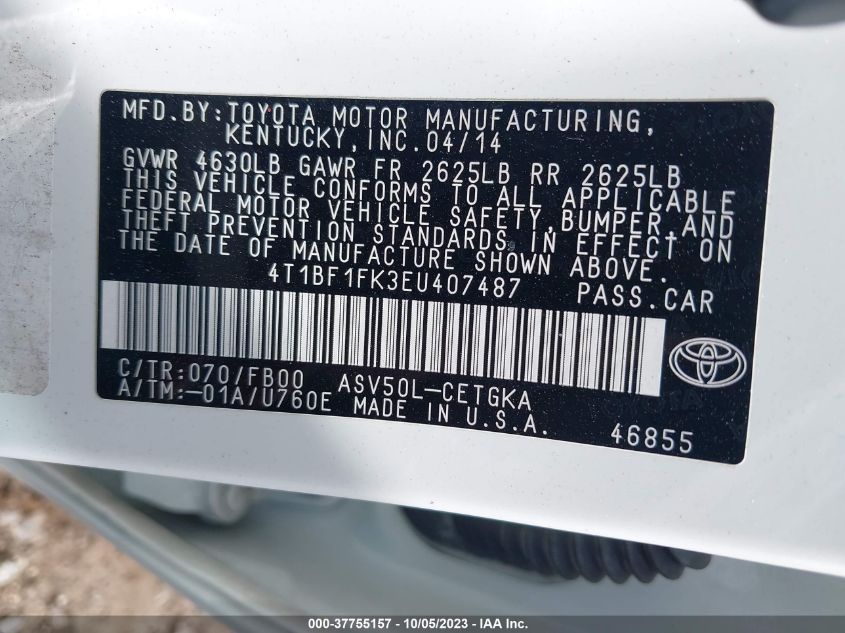 MFD.BY:TOYOTA MOTOR MANUFACTURING,
KENTUCKY,INC.04/14
GVWR 4630LB GAWR FR 2625LB RR 2625LB
THIS VEHICLE CONFORMS TO ALL APPLICABLE
FEDERAL MOTOR VEHICLE SAFETY,BUMPER,AND
THEFT PREVENTION STANDARDS IN EFFECT ON
THE DATE OF MANUFACTURE SHOWN ABOVE.
4T1BF1FK3EU407487 PASS.CAR
C/TR:070/FB00 ASV50L-CETGKA
A/TM:-01A/U760E MADE IN U.S.A.
46855
000-37755157 - 10/05/2023 - IAA Inc.